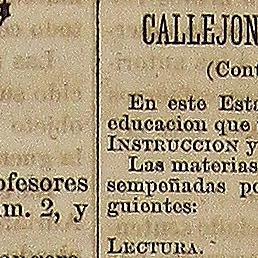 ofesores
m. 2, y
CALLEJON
(Cont
En este Esta
educacion que
INSTRUCCION y
Las materias
sempeñadas po
guientes:
LECTURA.